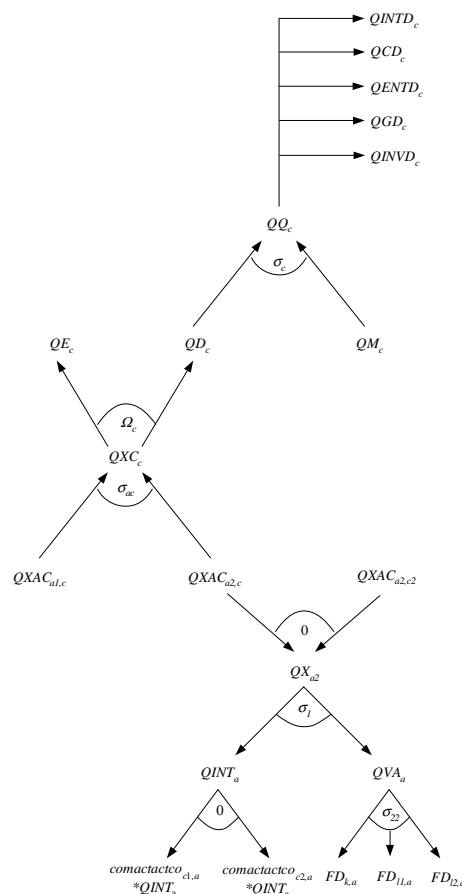 QINTD_c
QCD_c
QENTD_c
QGD_c
QINVD_c
QQ_c
σ_c
QE_c
QD_c
QM_c
Ω_c
QXC_c
σ_ac
QXAC_a1,c
QXAC_a2,c
QXAC_a2,c2
0
QX_a2
σ_1
QINT_a
QVA_a
0
σ_22
comactactco_c1,a
*QINT_a
comactactco_c2,a
*QINT_a
FD_k,a
FD_l1,a